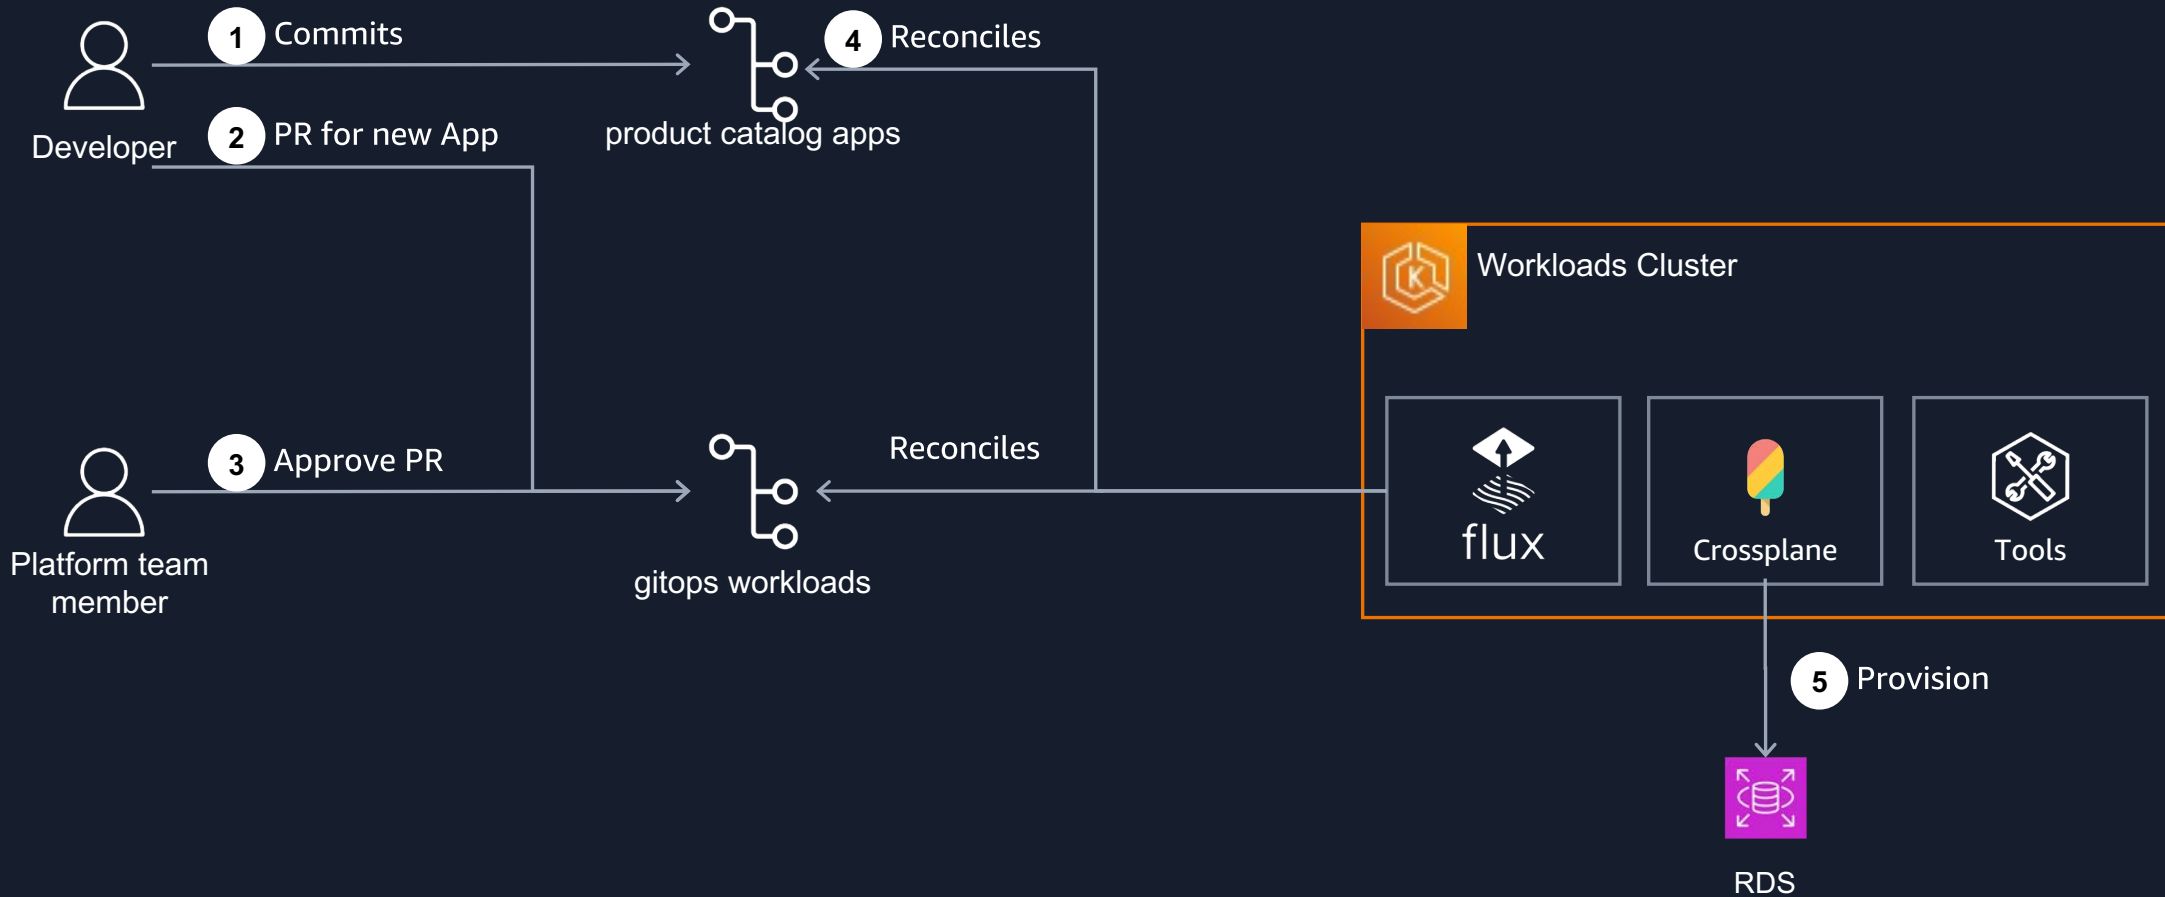 1 Commits
4 Reconciles
Developer
2 PR for new App
product catalog apps
Workloads Cluster
K
3 Approve PR
Reconciles
Platform team
member
gitops workloads
flux
Crossplane
Tools
5 Provision
RDS